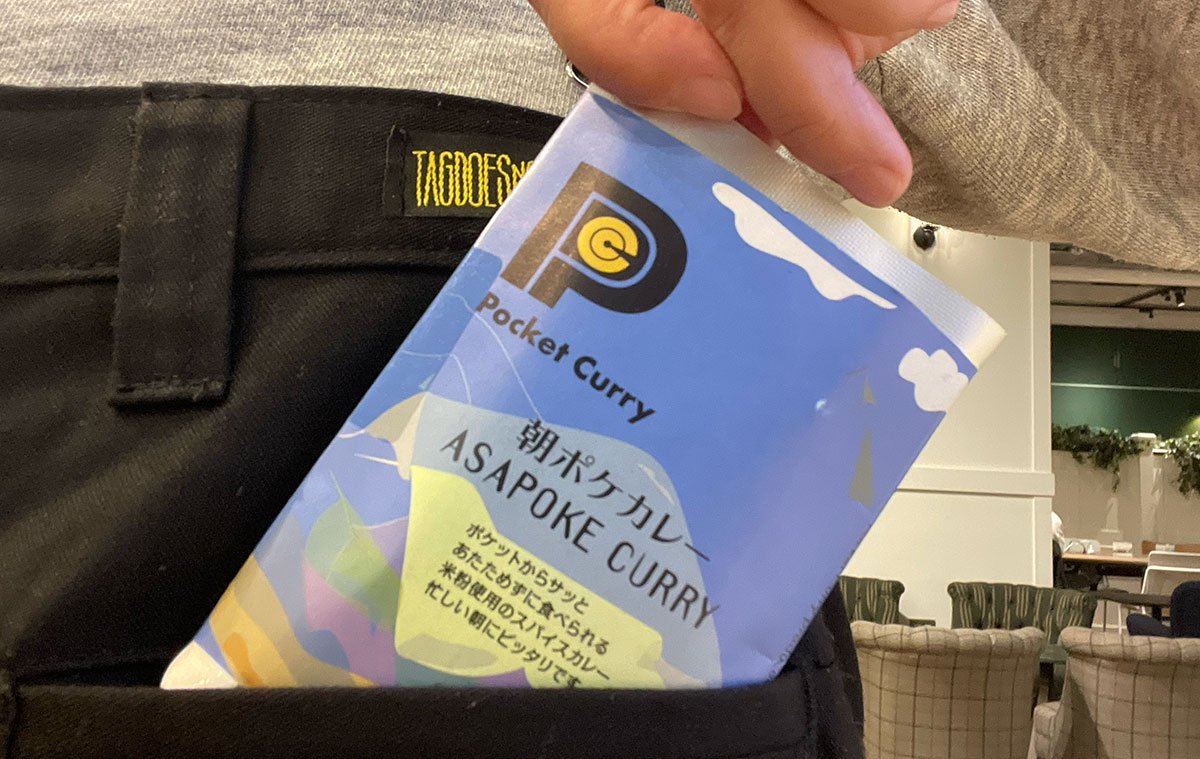 TAGDOES
PC
Pocket Curry
朝ポケカレー
ASAPOKE CURRY
ポケットからサッと
あたためずに食べられる
米粉使用のスパイスカレー
忙しい朝にピッタリです